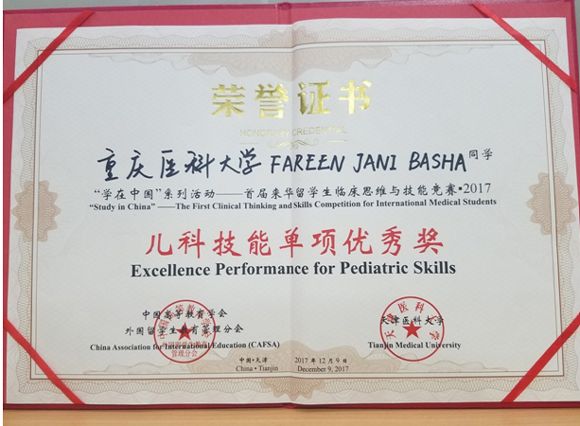 荣誉证书
HONORARY CREDENTIAL
重庆医科大学 FAREEN JANI BASHA同学
“学在中国”系列活动——首届来华留学生临床思维与技能竞赛·2017
“Study in China” ——The First Clinical Thinking and Skills Competition for International Medical Students
儿科技能单项优秀奖
Excellence Performance for Pediatric Skills
中国高等教育学会
外国留学生教育管理分会
China Association for International Education (CAFSA)
天津医科大学
Tianjin Medical University
中国·天津
China • Tianjin
2017年12月9日
December 9, 2017